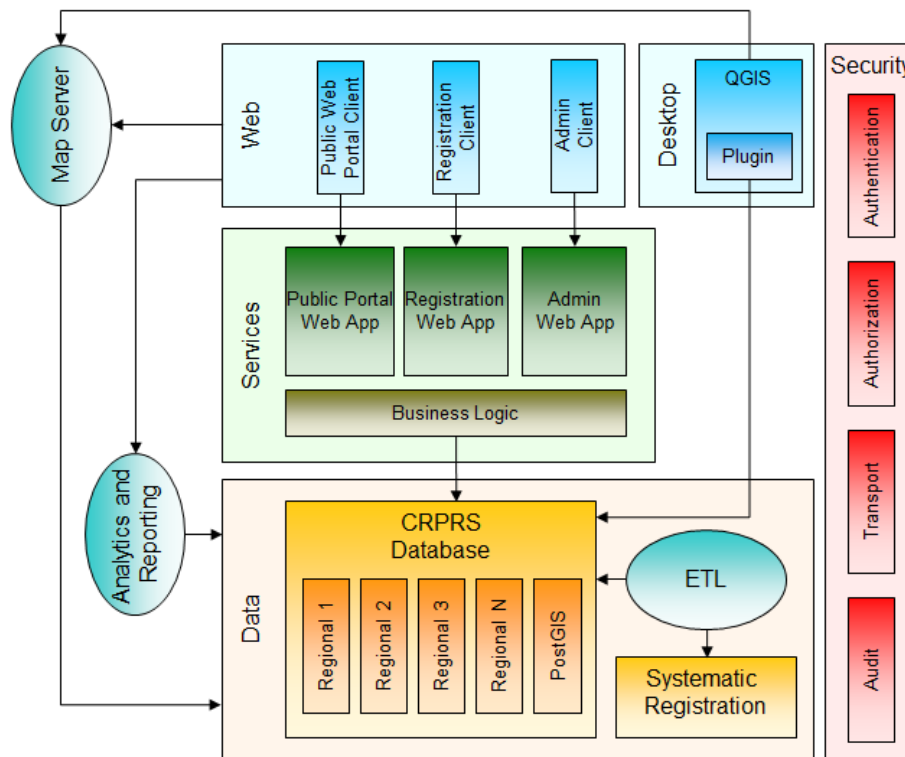 Map Server
Web
Public Web
Portal Client
Registration
Client
Admin
Client
Desktop
QGIS
Plugin
Security
Authentication
Authorization
Transport
Audit
Services
Public Portal
Web App
Registration
Web App
Admin
Web App
Business Logic
Analytics and
Reporting
Data
CRPRS
Database
Regional 1
Regional 2
Regional 3
Regional N
PostGIS
ETL
Systematic
Registration